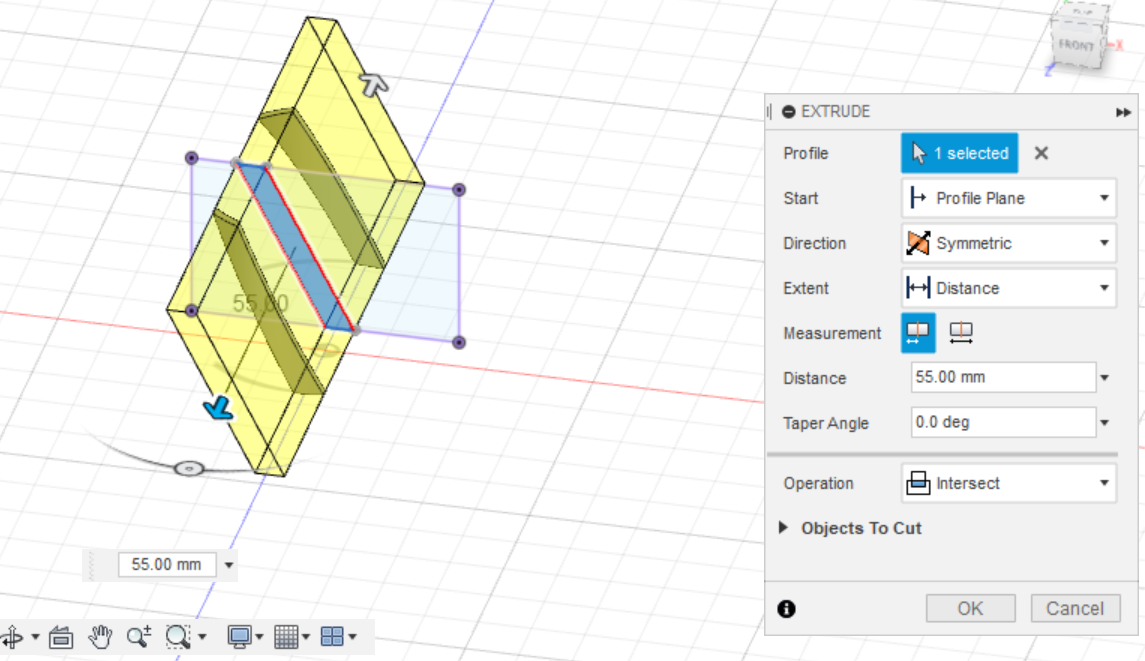 FRONT
X
Z
EXTRUDE
Profile
1 selected
Start
Profile Plane
Direction
Symmetric
Extent
Distance
Measurement
Distance
55.00 mm
Taper Angle
0.0 deg
Operation
Intersect
Objects To Cut
OK
Cancel
55.00
55.00 mm